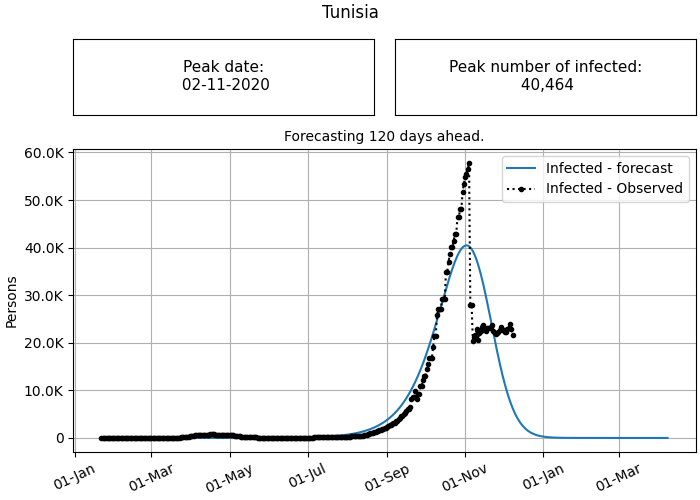 Tunisia
Peak date:
02-11-2020
Peak number of infected:
40,464
Forecasting 120 days ahead.
60.0K
50.0K
40.0K
30.0K
20.0K
10.0K
0
Persons
Infected - forecast
Infected - Observed
01-Jan
01-Mar
01-May
01-Jul
01-Sep
01-Nov
01-Jan
01-Mar